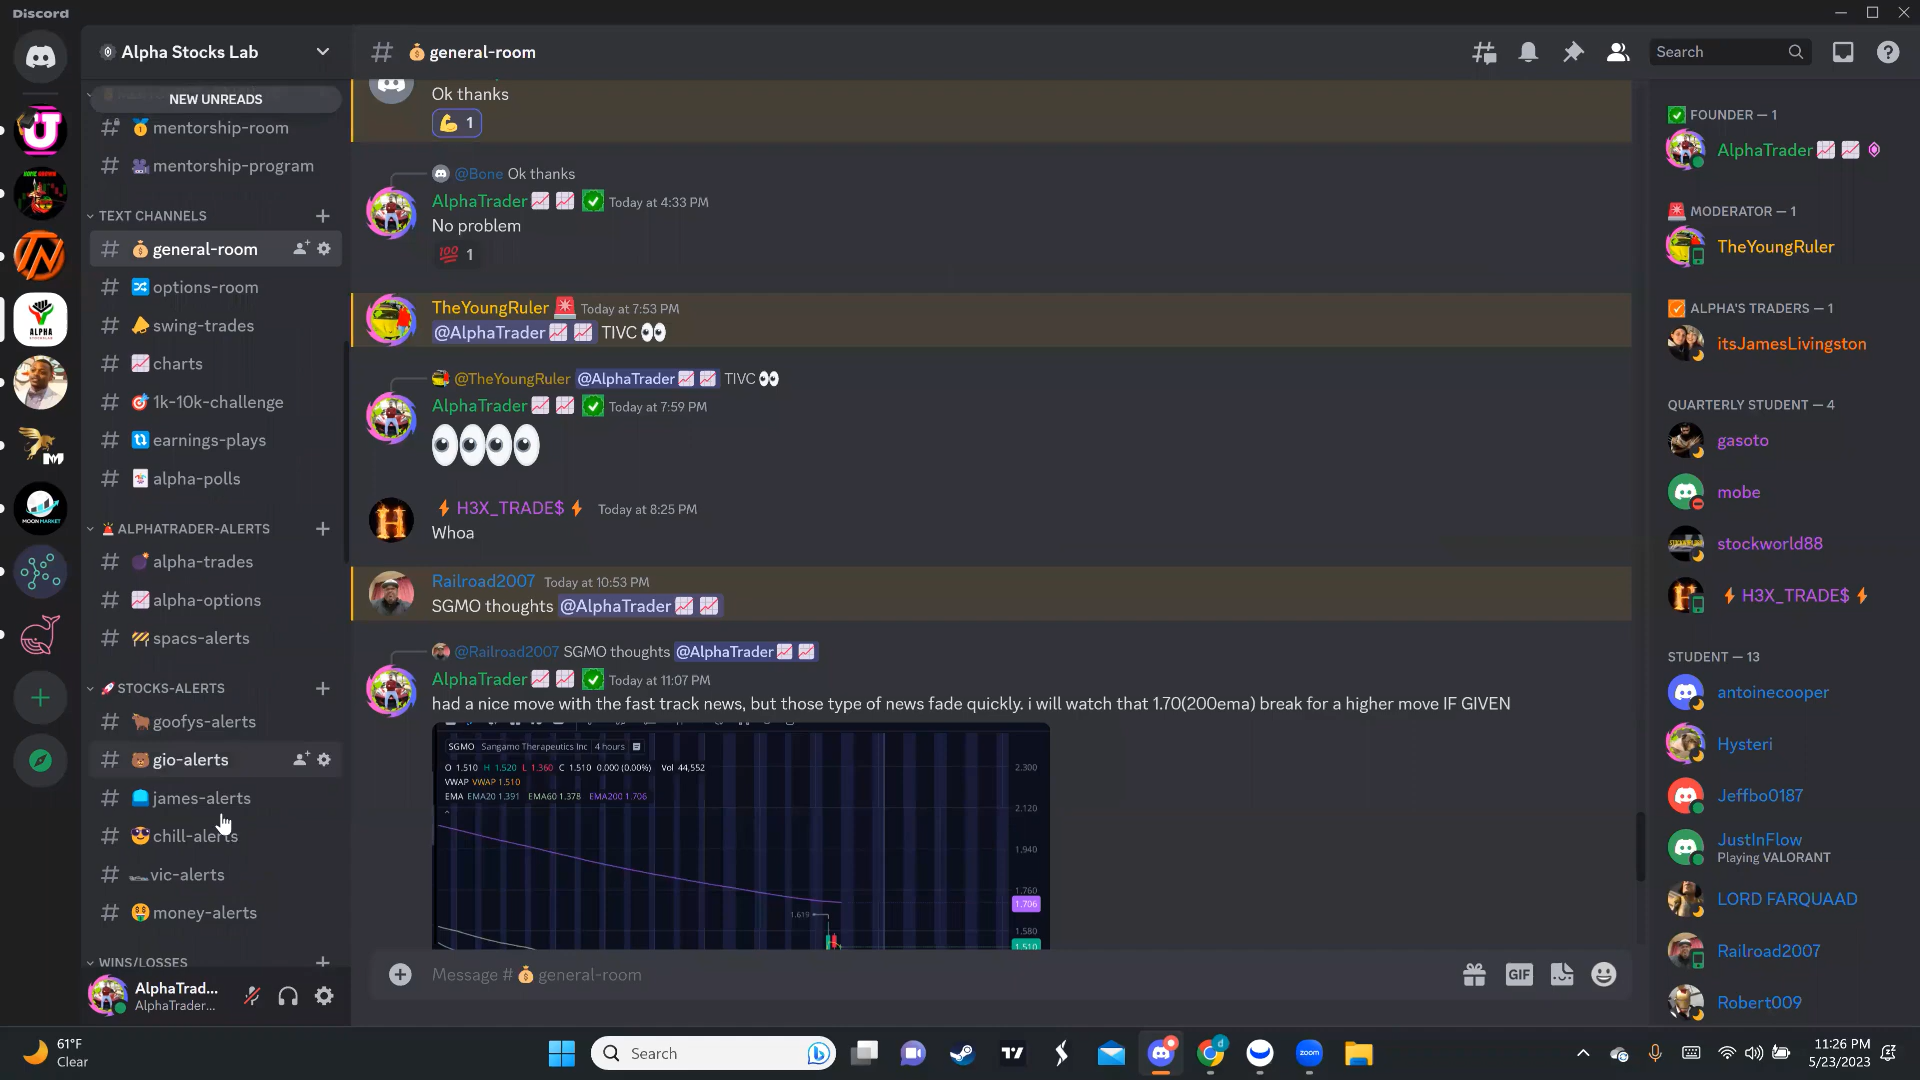 Discord
Alpha Stocks Lab
NEW UNREADS
mentorship-room
mentorship-program
TEXT CHANNELS
general-room
options-room
swing-trades
charts
1k-10k-challenge
earnings-plays
alpha-polls
ALPHATRADER-ALERTS
alpha-trades
alpha-options
spacs-alerts
STOCKS-ALERTS
goofys-alerts
gio-alerts
james-alerts
chill-alerts
vic-alerts
money-alerts
WINS/LOSSES
AlphaTrad...
AlphaTrader...
# 💰general-room
Search
Ok thanks
💪 1
@Bone Ok thanks
AlphaTrader📈 📈 ✅ Today at 4:33 PM
No problem
💯 1
TheYoungRuler 🚨 Today at 7:53 PM
@AlphaTrader📈 📈 TIVC 👀
@TheYoungRuler @AlphaTrader📈 📈 TIVC 👀
AlphaTrader📈 📈 ✅ Today at 7:59 PM
👀👀
⚡ H3X_TRADE$ ⚡ Today at 8:25 PM
Whoa
Railroad2007 Today at 10:53 PM
SGMO thoughts @AlphaTrader📈 📈
@Railroad2007 SGMO thoughts @AlphaTrader📈 📈
AlphaTrader📈 📈 ✅ Today at 11:07 PM
had a nice move with the fast track news, but those type of news fade quickly. i will watch that 1.70(200ema) break for a higher move IF GIVEN
SGMO Sangamo Therapeutics Inc 4 hours
O 1.510 H 1.520 L 1.360 C 1.510 0.000 (0.00%) Vol 44,552
VWAP VWAP 1.510
EMA EMA20 1.391 EMA60 1.378 EMA200 1.706
2.300
2.120
1.940
1.760
1.706
1.619
1.580
1.510
Message # 💰general-room
GIF
FOUNDER — 1
AlphaTrader📈 📈
MODERATOR — 1
TheYoungRuler
ALPHA'S TRADERS — 1
itsJamesLivingston
QUARTERLY STUDENT — 4
gasoto
mobe
stockworld88
⚡ H3X_TRADE$ ⚡
STUDENT — 13
antoinecooper
Hysteri
Jeffbo0187
JustInFlow
Playing VALORANT
LORD FARQUAAD
Railroad2007
Robert009
ALPHA
MOON MARKET
61°F
Clear
Search
zoom
11:26 PM
5/23/2023